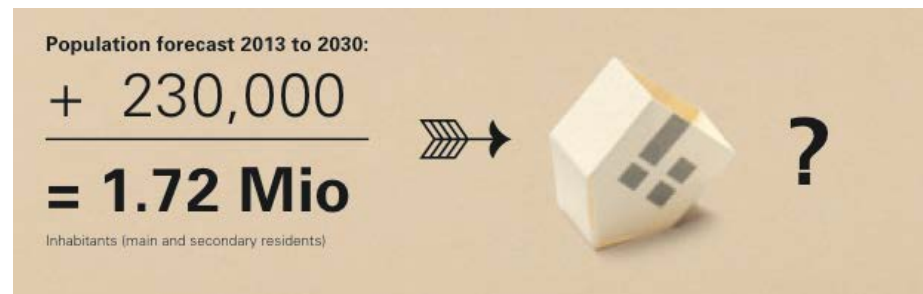 Population forecast 2013 to 2030:
+ 230,000
= 1.72 Mio
Inhabitants (main and secondary residents)
?